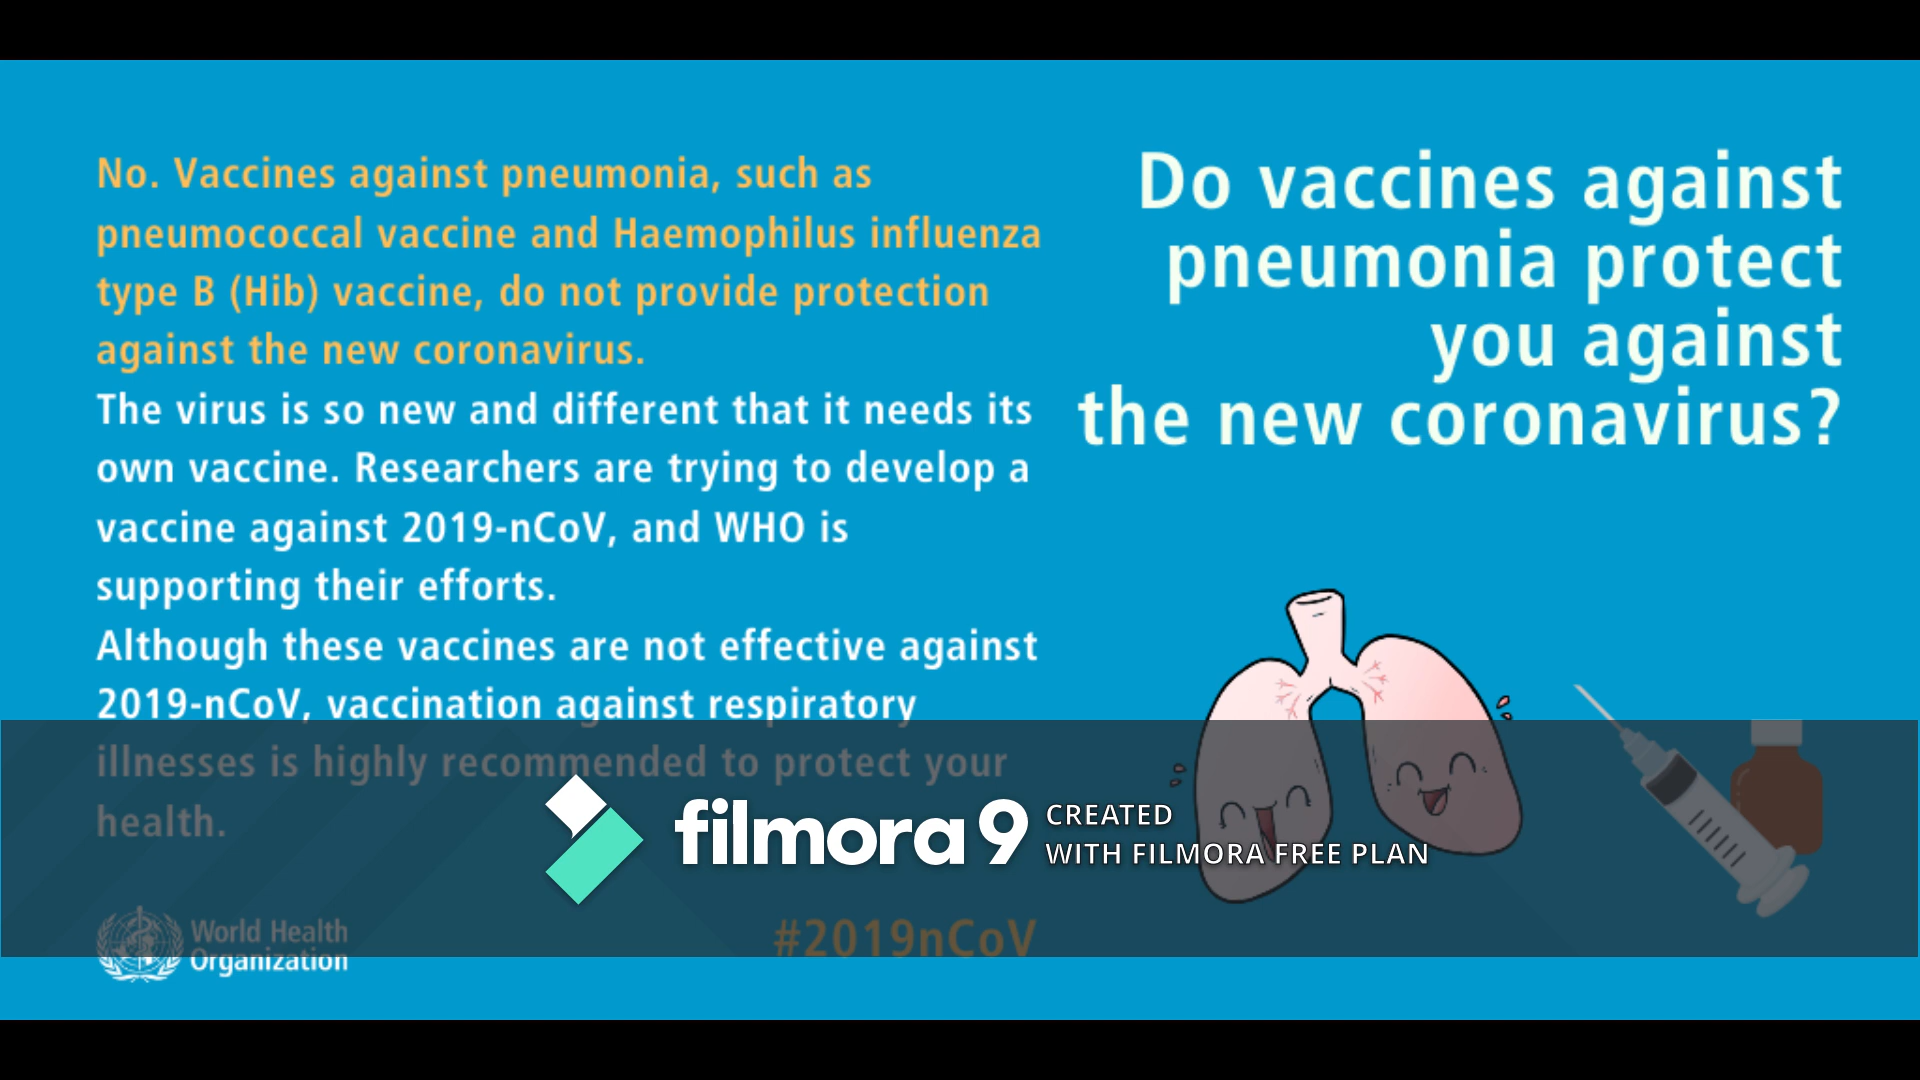 Do vaccines against
pneumonia protect
you against
the new coronavirus?
No. Vaccines against pneumonia, such as
pneumococcal vaccine and Haemophilus influenza
type B (Hib) vaccine, do not provide protection
against the new coronavirus.
The virus is so new and different that it needs its
own vaccine. Researchers are trying to develop a
vaccine against 2019-nCoV, and WHO is
supporting their efforts.
Although these vaccines are not effective against
2019-nCoV, vaccination against respiratory
illnesses is highly recommended to protect your
health.
filmora9
CREATED
WITH FILMORA FREE PLAN
World Health
Organization
#2019nCoV